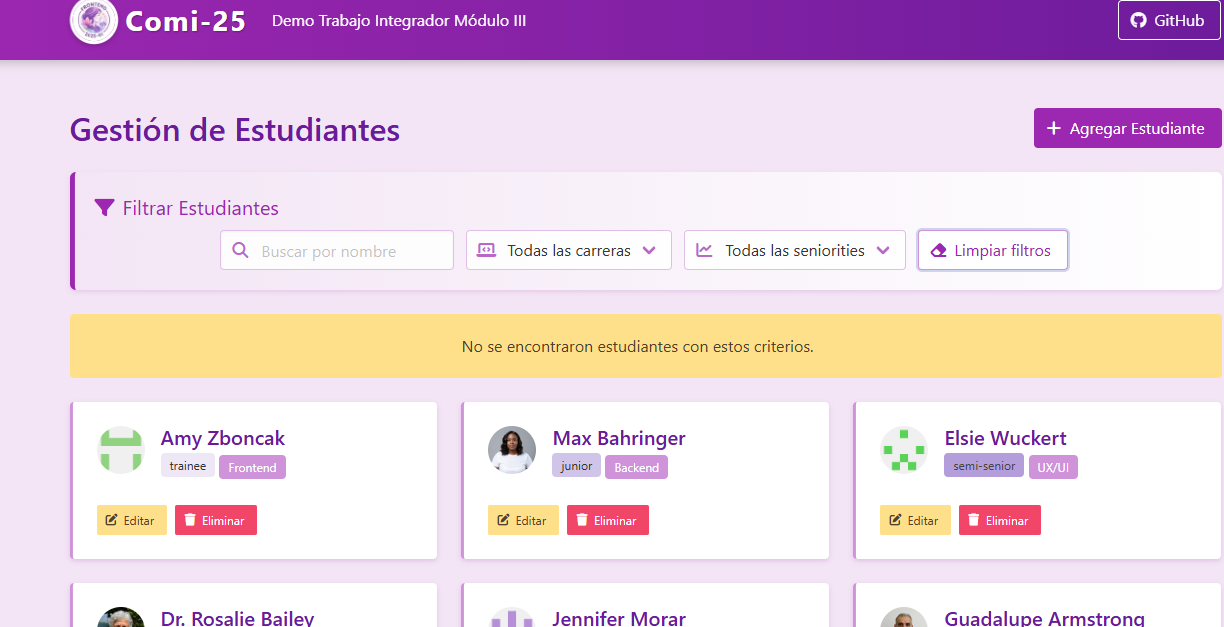 Comi-25
Demo Trabajo Integrador Módulo III
GitHub
Gestión de Estudiantes
Agregar Estudiante
Filtrar Estudiantes
Buscar por nombre
Todas las carreras
Todas las seniorities
Limpiar filtros
No se encontraron estudiantes con estos criterios.
Amy Zboncak
trainee
Frontend
Editar
Eliminar
Max Bahringer
junior
Backend
Editar
Eliminar
Elsie Wuckert
semi-senior
UX/UI
Editar
Eliminar
Dr. Rosalie Bailey
Jennifer Morar
Guadalupe Armstrong